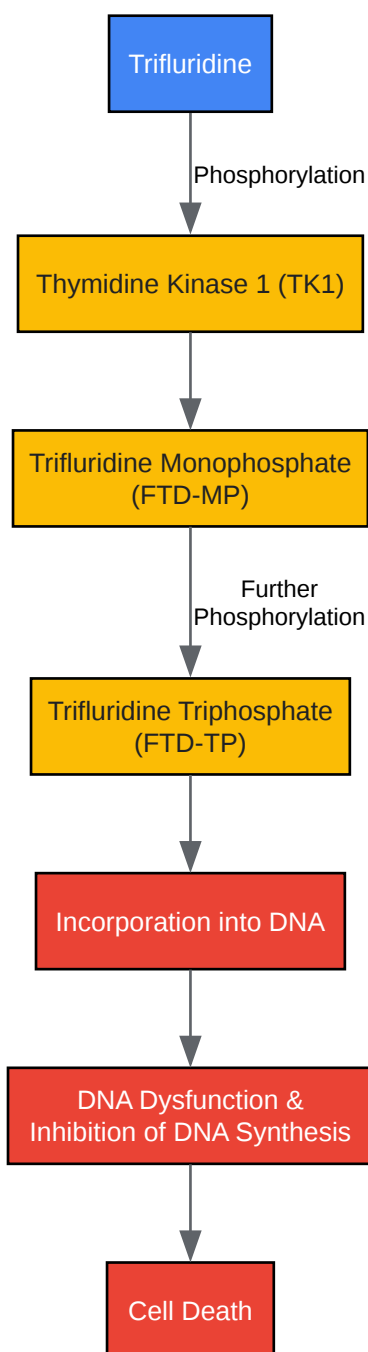 Trifluridine
Phosphorylation
Thymidine Kinase 1 (TK1)
Trifluridine Monophosphate
(FTD-MP)
Further
Phosphorylation
Trifluridine Triphosphate
(FTD-TP)
Incorporation into DNA
DNA Dysfunction &
Inhibition of DNA Synthesis
Cell Death